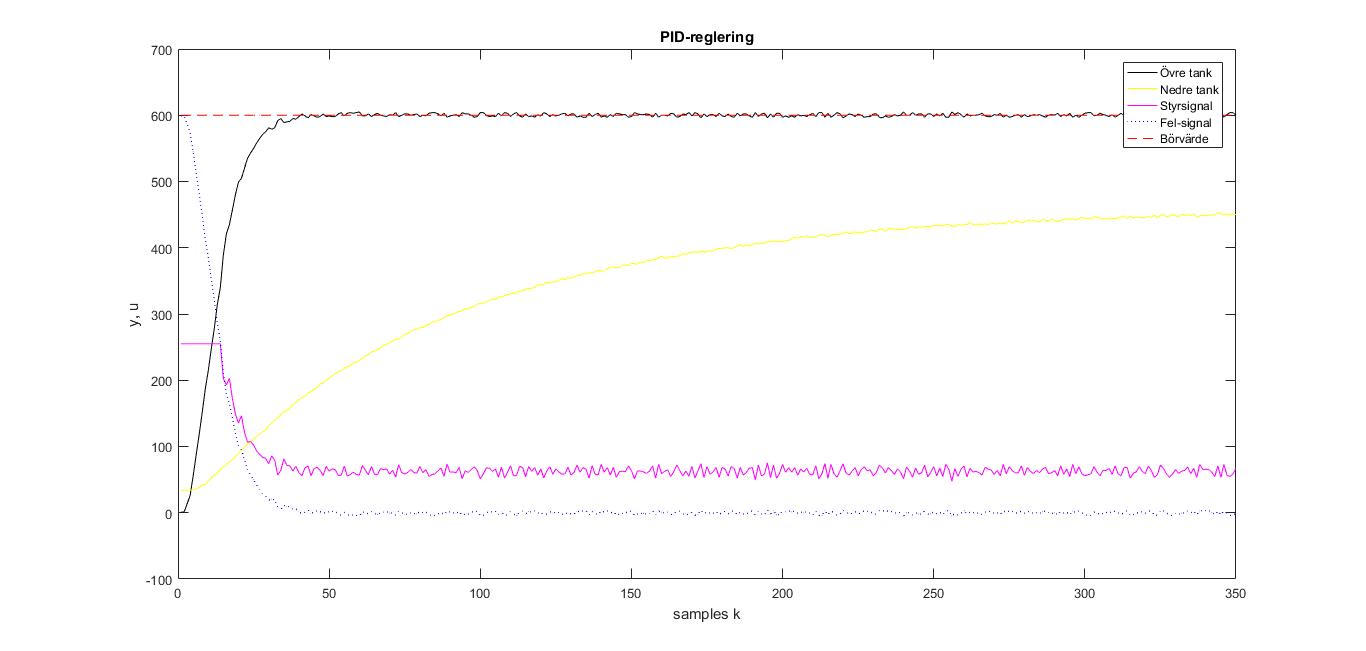 PID-reglering
700
600
500
400
300
200
100
0
-100
y, u
0 50 100 150 200 250 300 350
samples k
Övre tank
Nedre tank
Styrsignal
Fel-signal
Börvärde